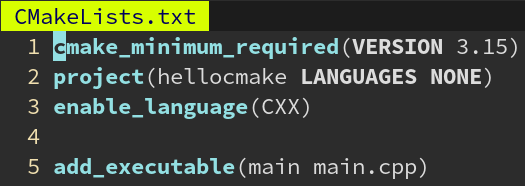 CMakeLists.txt
1 cmake_minimum_required(VERSION 3.15)
2 project(hellocmake LANGUAGES NONE)
3 enable_language(CXX)
4
5 add_executable(main main.cpp)